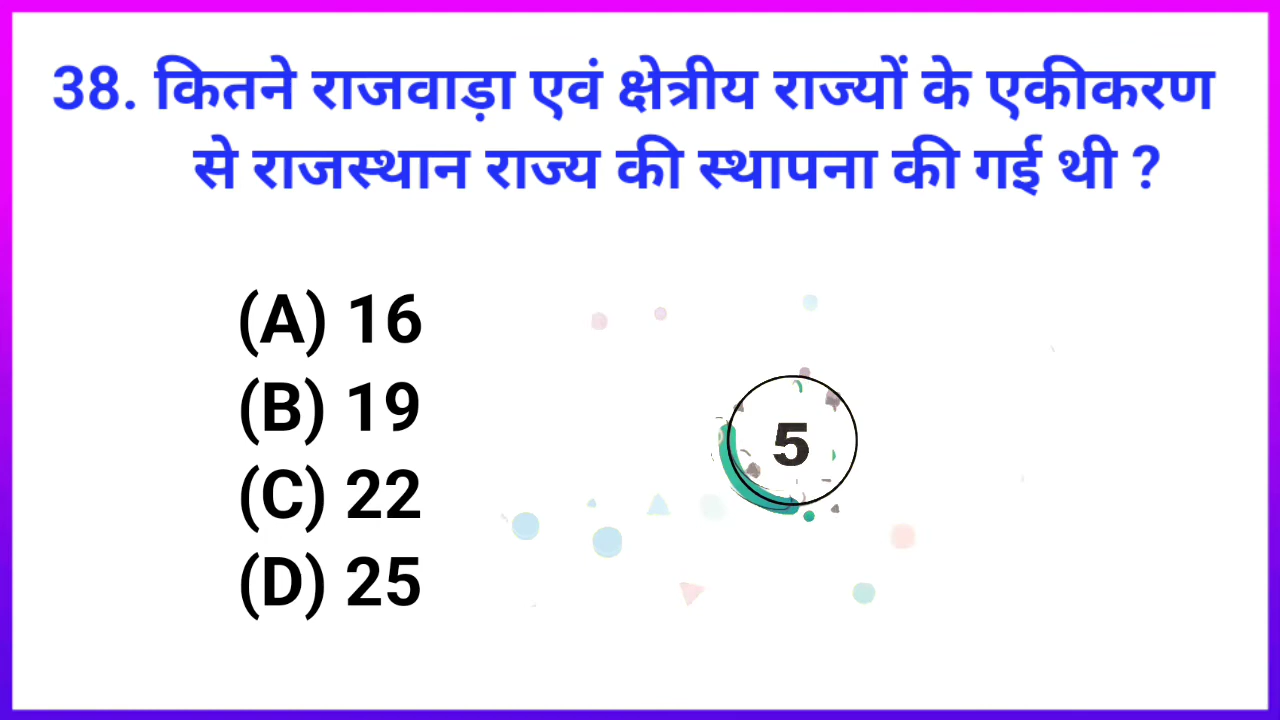 38. कितने राजवाड़ा एवं क्षेत्रीय राज्यों के एकीकरण
से राजस्थान राज्य की स्थापना की गई थी ?
(A) 16
(B) 19
(C) 22
(D) 25
5